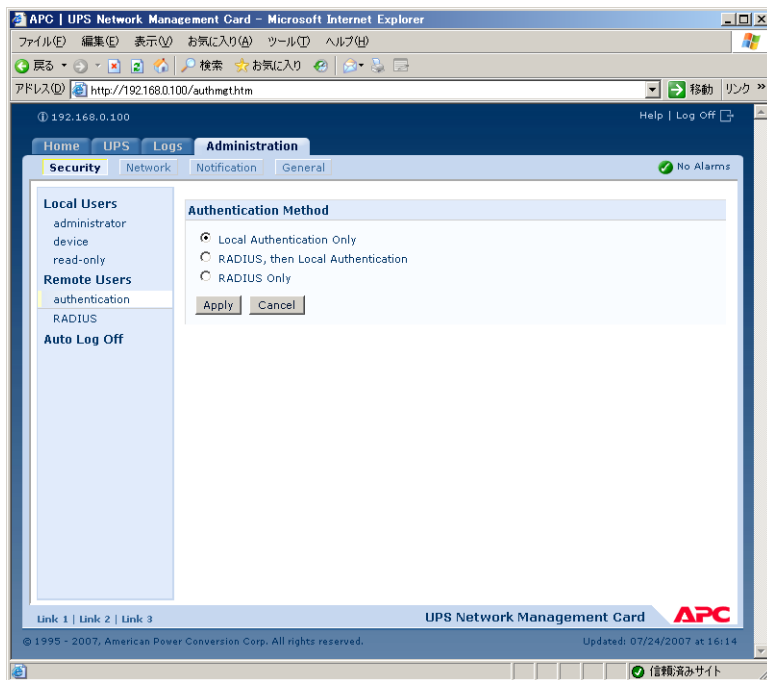 APC | UPS Network Management Card - Microsoft Internet Explorer
ファイル(F) 編集(E) 表示(V) お気に入り(A) ツール(T) ヘルプ(H)
戻る 検索 お気に入り
アドレス(D) http://192.168.0.100/authmgt.htm 移動 リンク »
192.168.0.100 Help | Log Off
Home UPS Logs Administration
Security Network Notification General No Alarms
Local Users
administrator
device
read-only
Remote Users
authentication
RADIUS
Auto Log Off
Authentication Method
Local Authentication Only
RADIUS, then Local Authentication
RADIUS Only
Apply Cancel
Link 1 | Link 2 | Link 3 UPS Network Management Card APC
© 1995 - 2007, American Power Conversion Corp. All rights reserved. Updated: 07/24/2007 at 16:14
信頼済みサイト